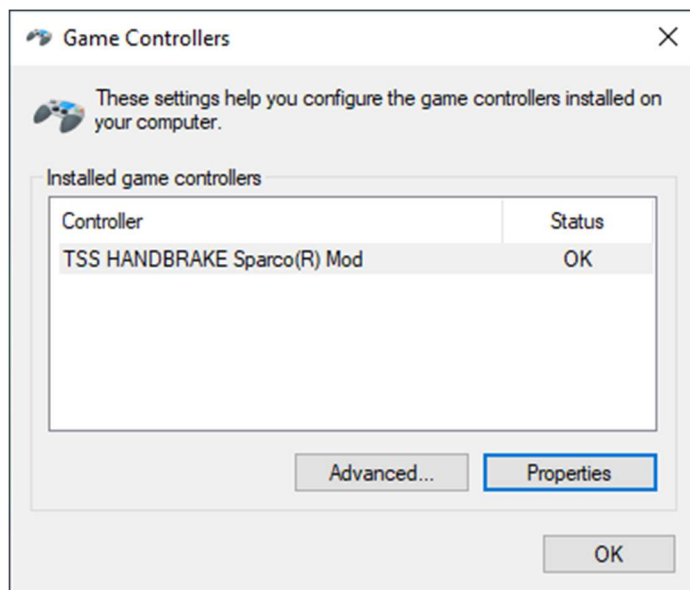 Game Controllers
These settings help you configure the game controllers installed on
your computer.
Installed game controllers
Controller Status
TSS HANDBRAKE Sparco(R) Mod OK
Advanced... Properties
OK